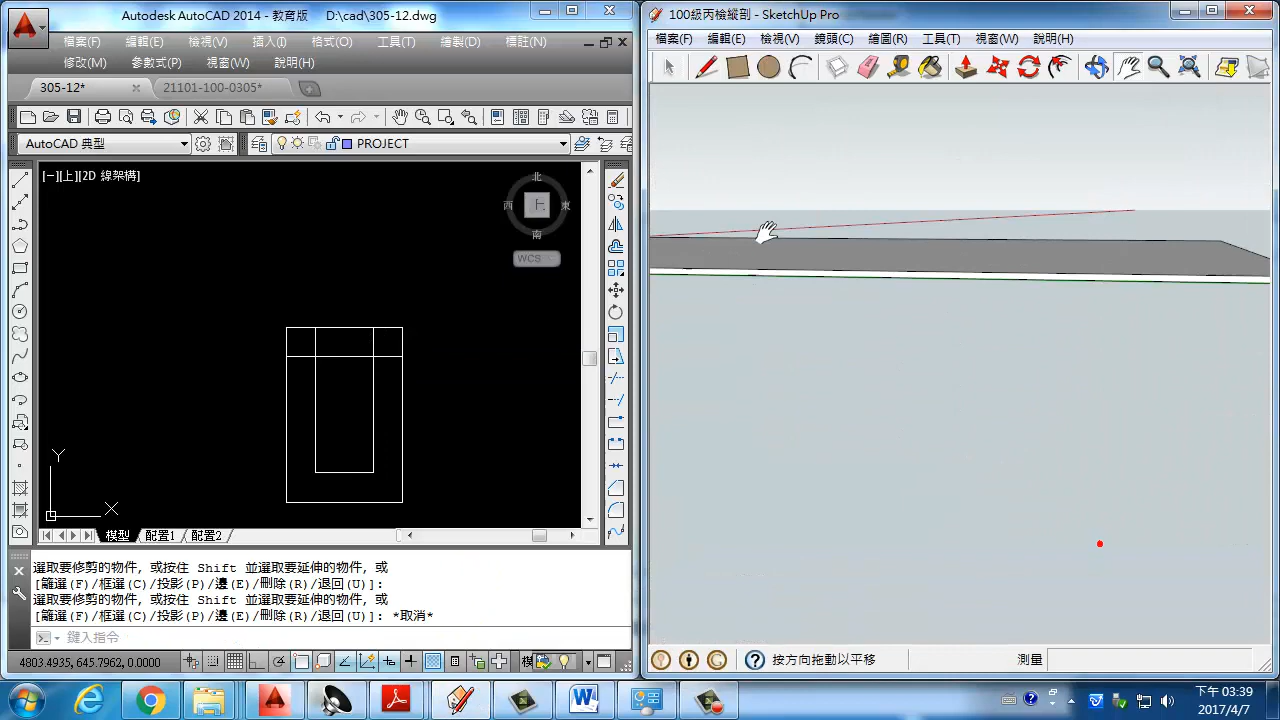 Autodesk AutoCAD 2014 - 教育版 D:\cad\305-12.dwg
檔案(F) 編輯(E) 檢視(V) 插入(I) 格式(O) 工具(T) 繪製(D) 標註(N)
修改(M) 參數式(P) 視窗(W) 說明(H)
305-12* 21101-100-0305*
AutoCAD 典型 PROJECT
[−][上][2D 線架構]
北
西 上 東
南
WCS
Y
X
模型 配置1 配置2
選取要修剪的物件, 或按住 Shift 並選取要延伸的物件, 或
[籬選(F)/框選(C)/投影(P)/邊(E)/刪除(R)/退回(U)]:
選取要修剪的物件, 或按住 Shift 並選取要延伸的物件, 或
[籬選(F)/框選(C)/投影(P)/邊(E)/刪除(R)/退回(U)]: *取消*
鍵入指令
4803.4935, 645.7962, 0.0000
100級丙檢縱剖 - SketchUp Pro
檔案(F) 編輯(E) 檢視(V) 鏡頭(C) 繪圖(R) 工具(T) 視窗(W) 說明(H)
按方向拖動以平移 測量
下午 03:39
2017/4/7